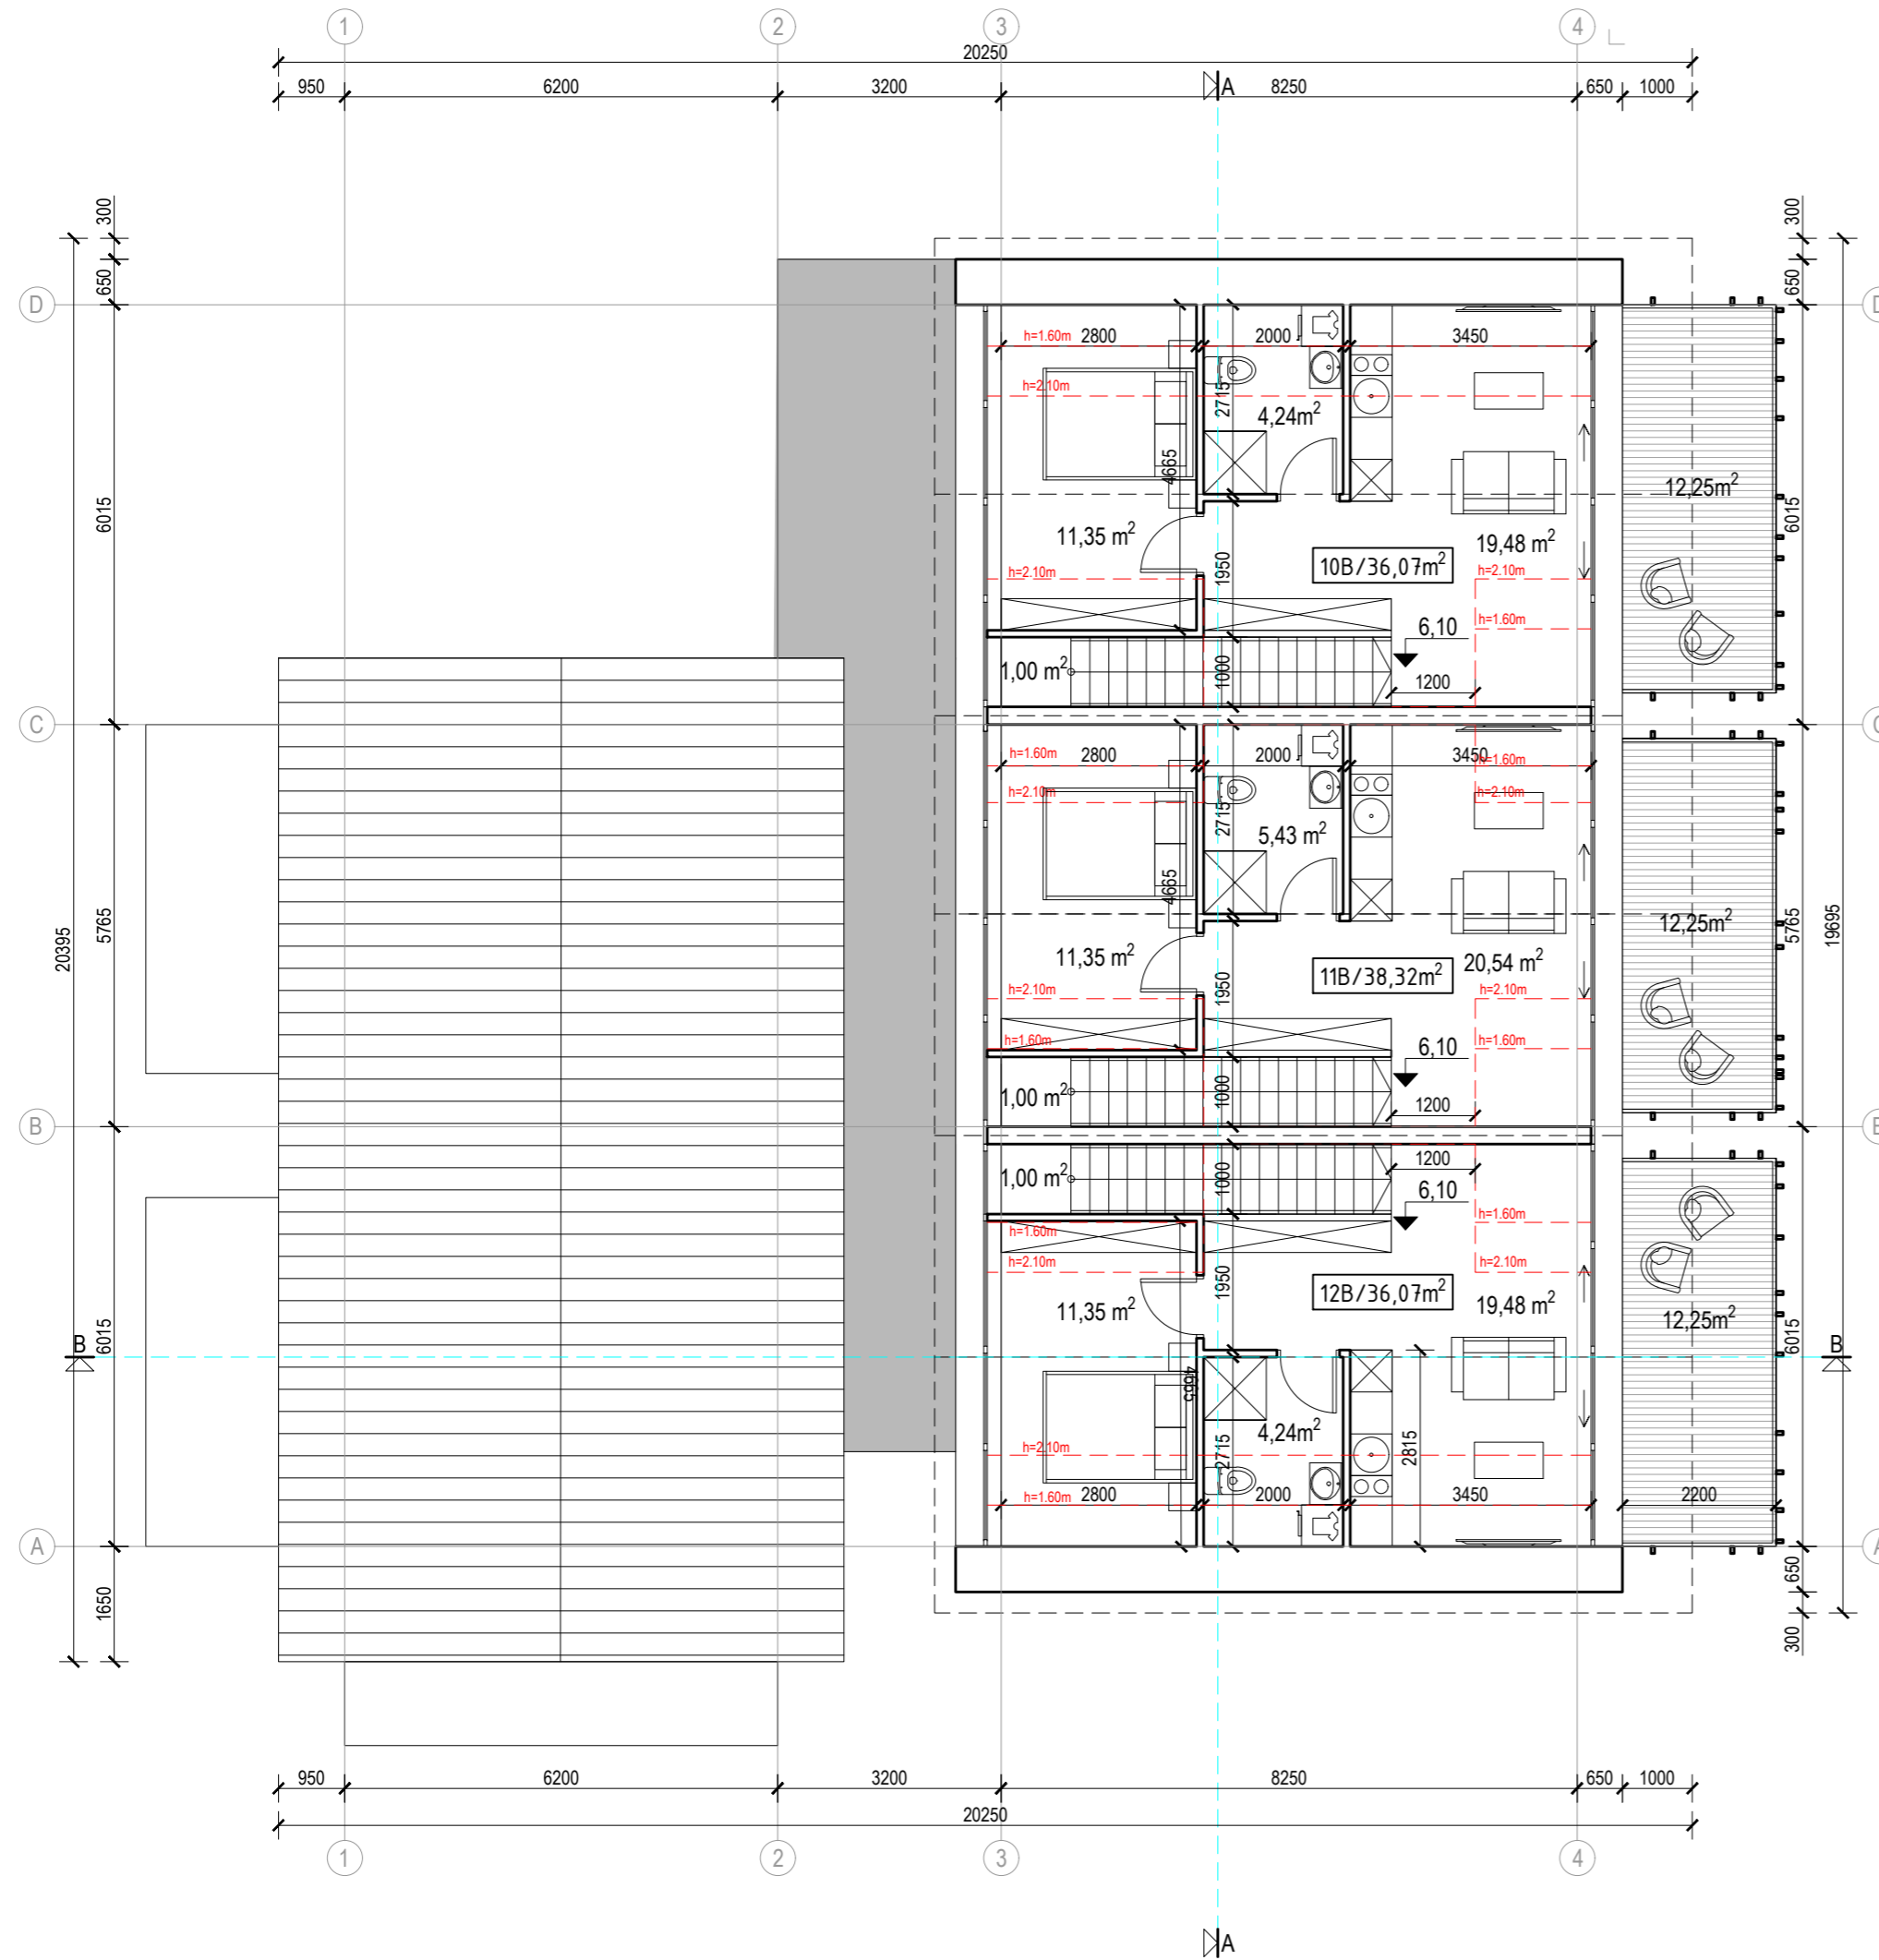 1 2 3 4
20250
950 6200 3200 A 8250 650 1000
300 300
650 650
D D
h=1.60m 2800 2000 3450
h=2.10m
2715
4,24m²
4665
12,25m²
6015 6015
11,35 m² 1950 19,48 m²
10B/36,07m²
h=2.10m h=2.10m
h=1.60m
6,10
1,00 m² 1000 1200
C C
h=1.60m 2800 2000 3450 h=1.60m
h=2.10m h=2.10m
2715
5,43 m²
4665
12,25m²
20395 5765 5765 19695
11,35 m² 1950 20,54 m²
11B/38,32m²
h=2.10m h=2.10m
h=1.60m h=1.60m
6,10
1,00 m² 1000 1200
B B
1,00 m² 1000 1200
6,10
h=1.60m h=1.60m
h=2.10m h=2.10m
1950
12B/36,07m²
11,35 m² 19,48 m²
12,25m²
6015 6015
B B
4665
4,24m²
h=2.10m 2715 2815
h=1.60m 2800 2000 3450 2200
A A
650
1650
300
950 6200 3200 8250 650 1000
20250
1 2 3 4
A